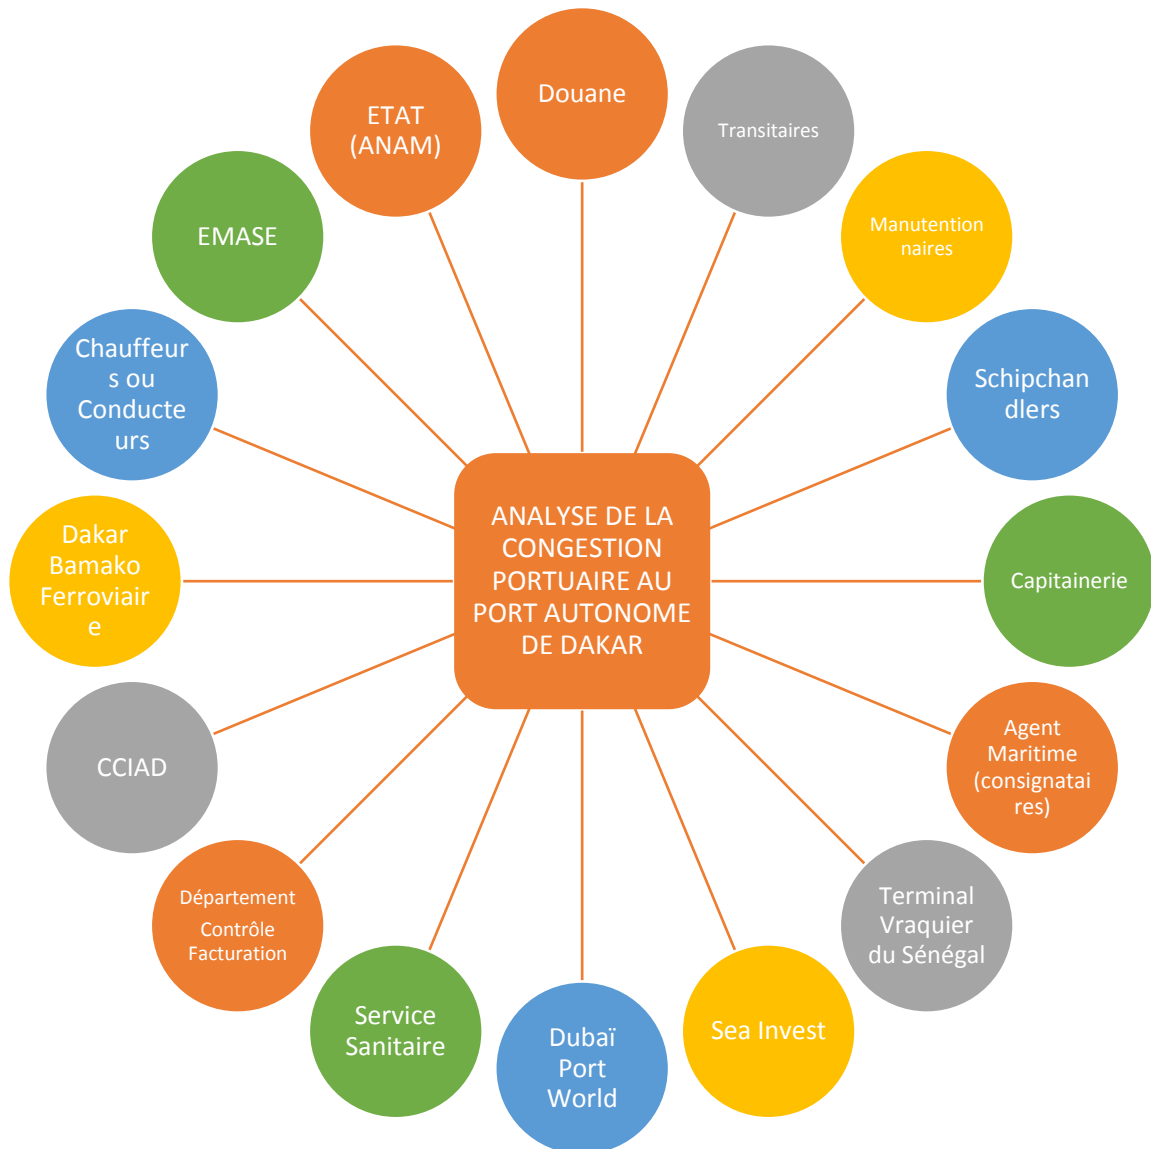 Douane
Transitaires
Manutention
naires
Schipchan
dlers
Capitainerie
Agent
Maritime
(consignatai
res)
Terminal
Vraquier
du Sénégal
Sea Invest
Dubaï
Port
World
Service
Sanitaire
Département
Contrôle
Facturation
CCIAD
Dakar
Bamako
Ferroviair
e
Chauffeur
s ou
Conducte
urs
EMASE
ETAT
(ANAM)
ANALYSE DE LA
CONGESTION
PORTUAIRE AU
PORT AUTONOME
DE DAKAR